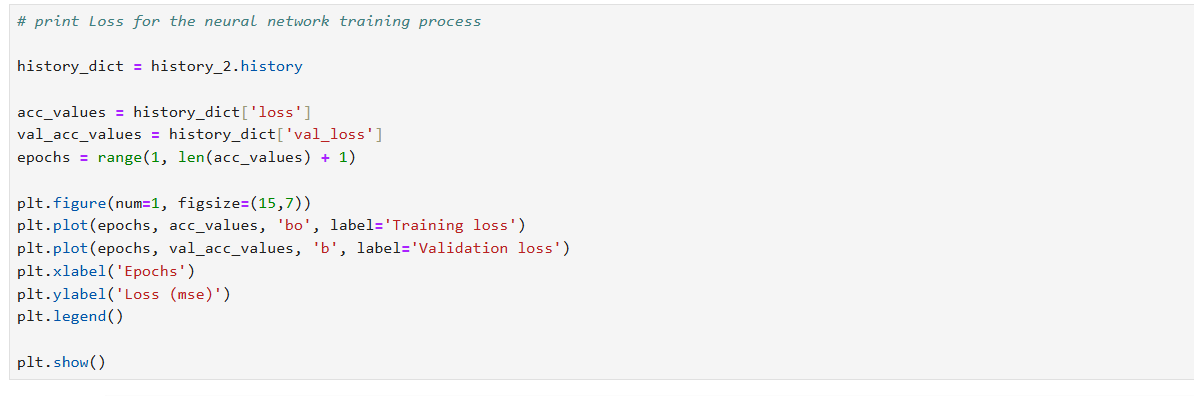 # print Loss for the neural network training process
history_dict = history_2.history
acc_values = history_dict['loss']
val_acc_values = history_dict['val_loss']
epochs = range(1, len(acc_values) + 1)
plt.figure(num=1, figsize=(15,7))
plt.plot(epochs, acc_values, 'bo', label='Training loss')
plt.plot(epochs, val_acc_values, 'b', label='Validation loss')
plt.xlabel('Epochs')
plt.ylabel('Loss (mse)')
plt.legend()
plt.show()